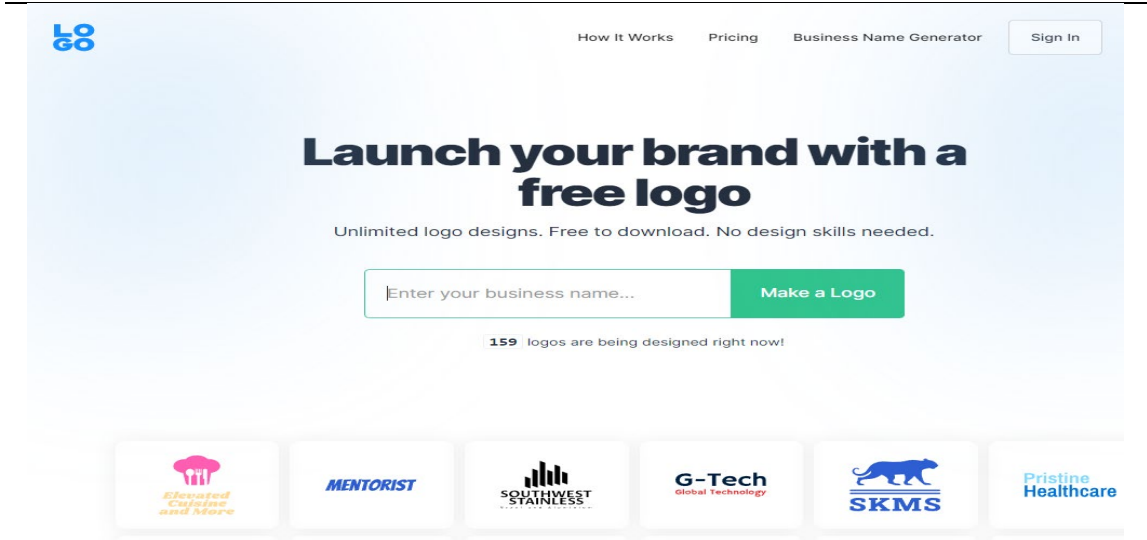 LO
GO
How It Works Pricing Business Name Generator Sign In
Launch your brand with a
free logo
Unlimited logo designs. Free to download. No design skills needed.
Enter your business name... Make a Logo
159 logos are being designed right now!
Elevated
Cuisine
and More
MENTORIST
SOUTHWEST
STAINLESS
G-Tech
Global Technology
SKMS
Pristine
Healthcare